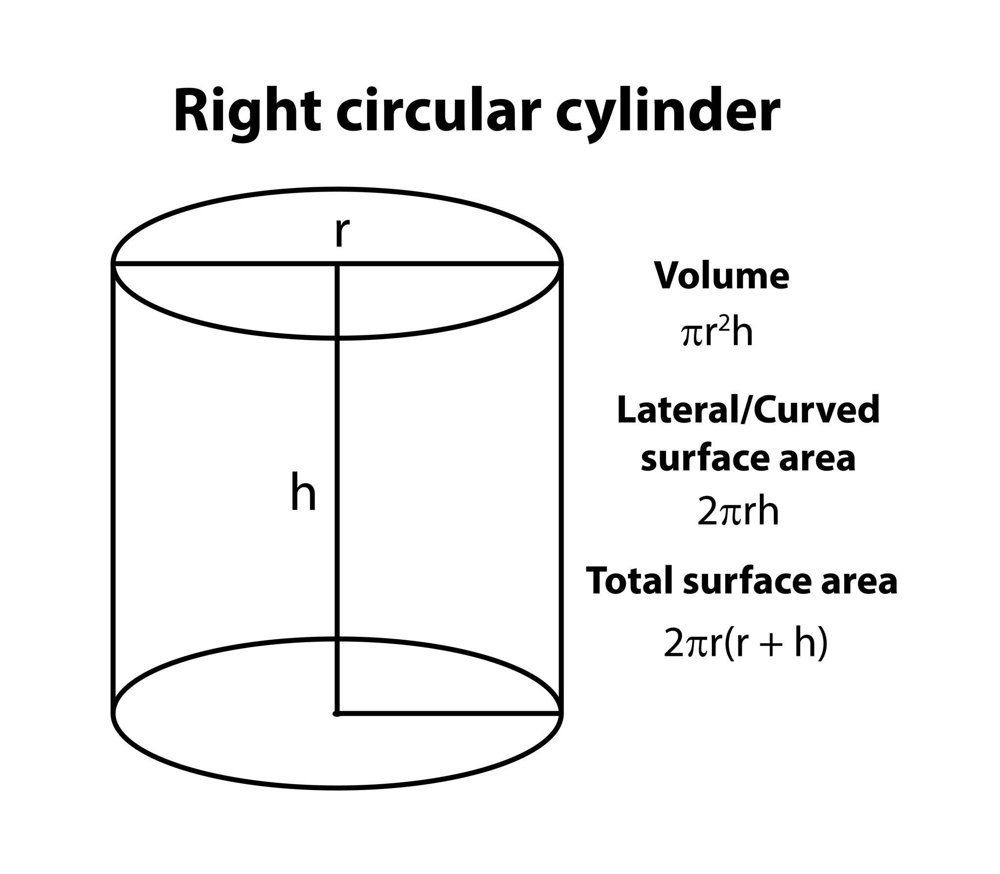 Right circular cylinder
r
h
Volume
πr²h
Lateral/Curved
surface area
2πrh
Total surface area
2πr(r + h)